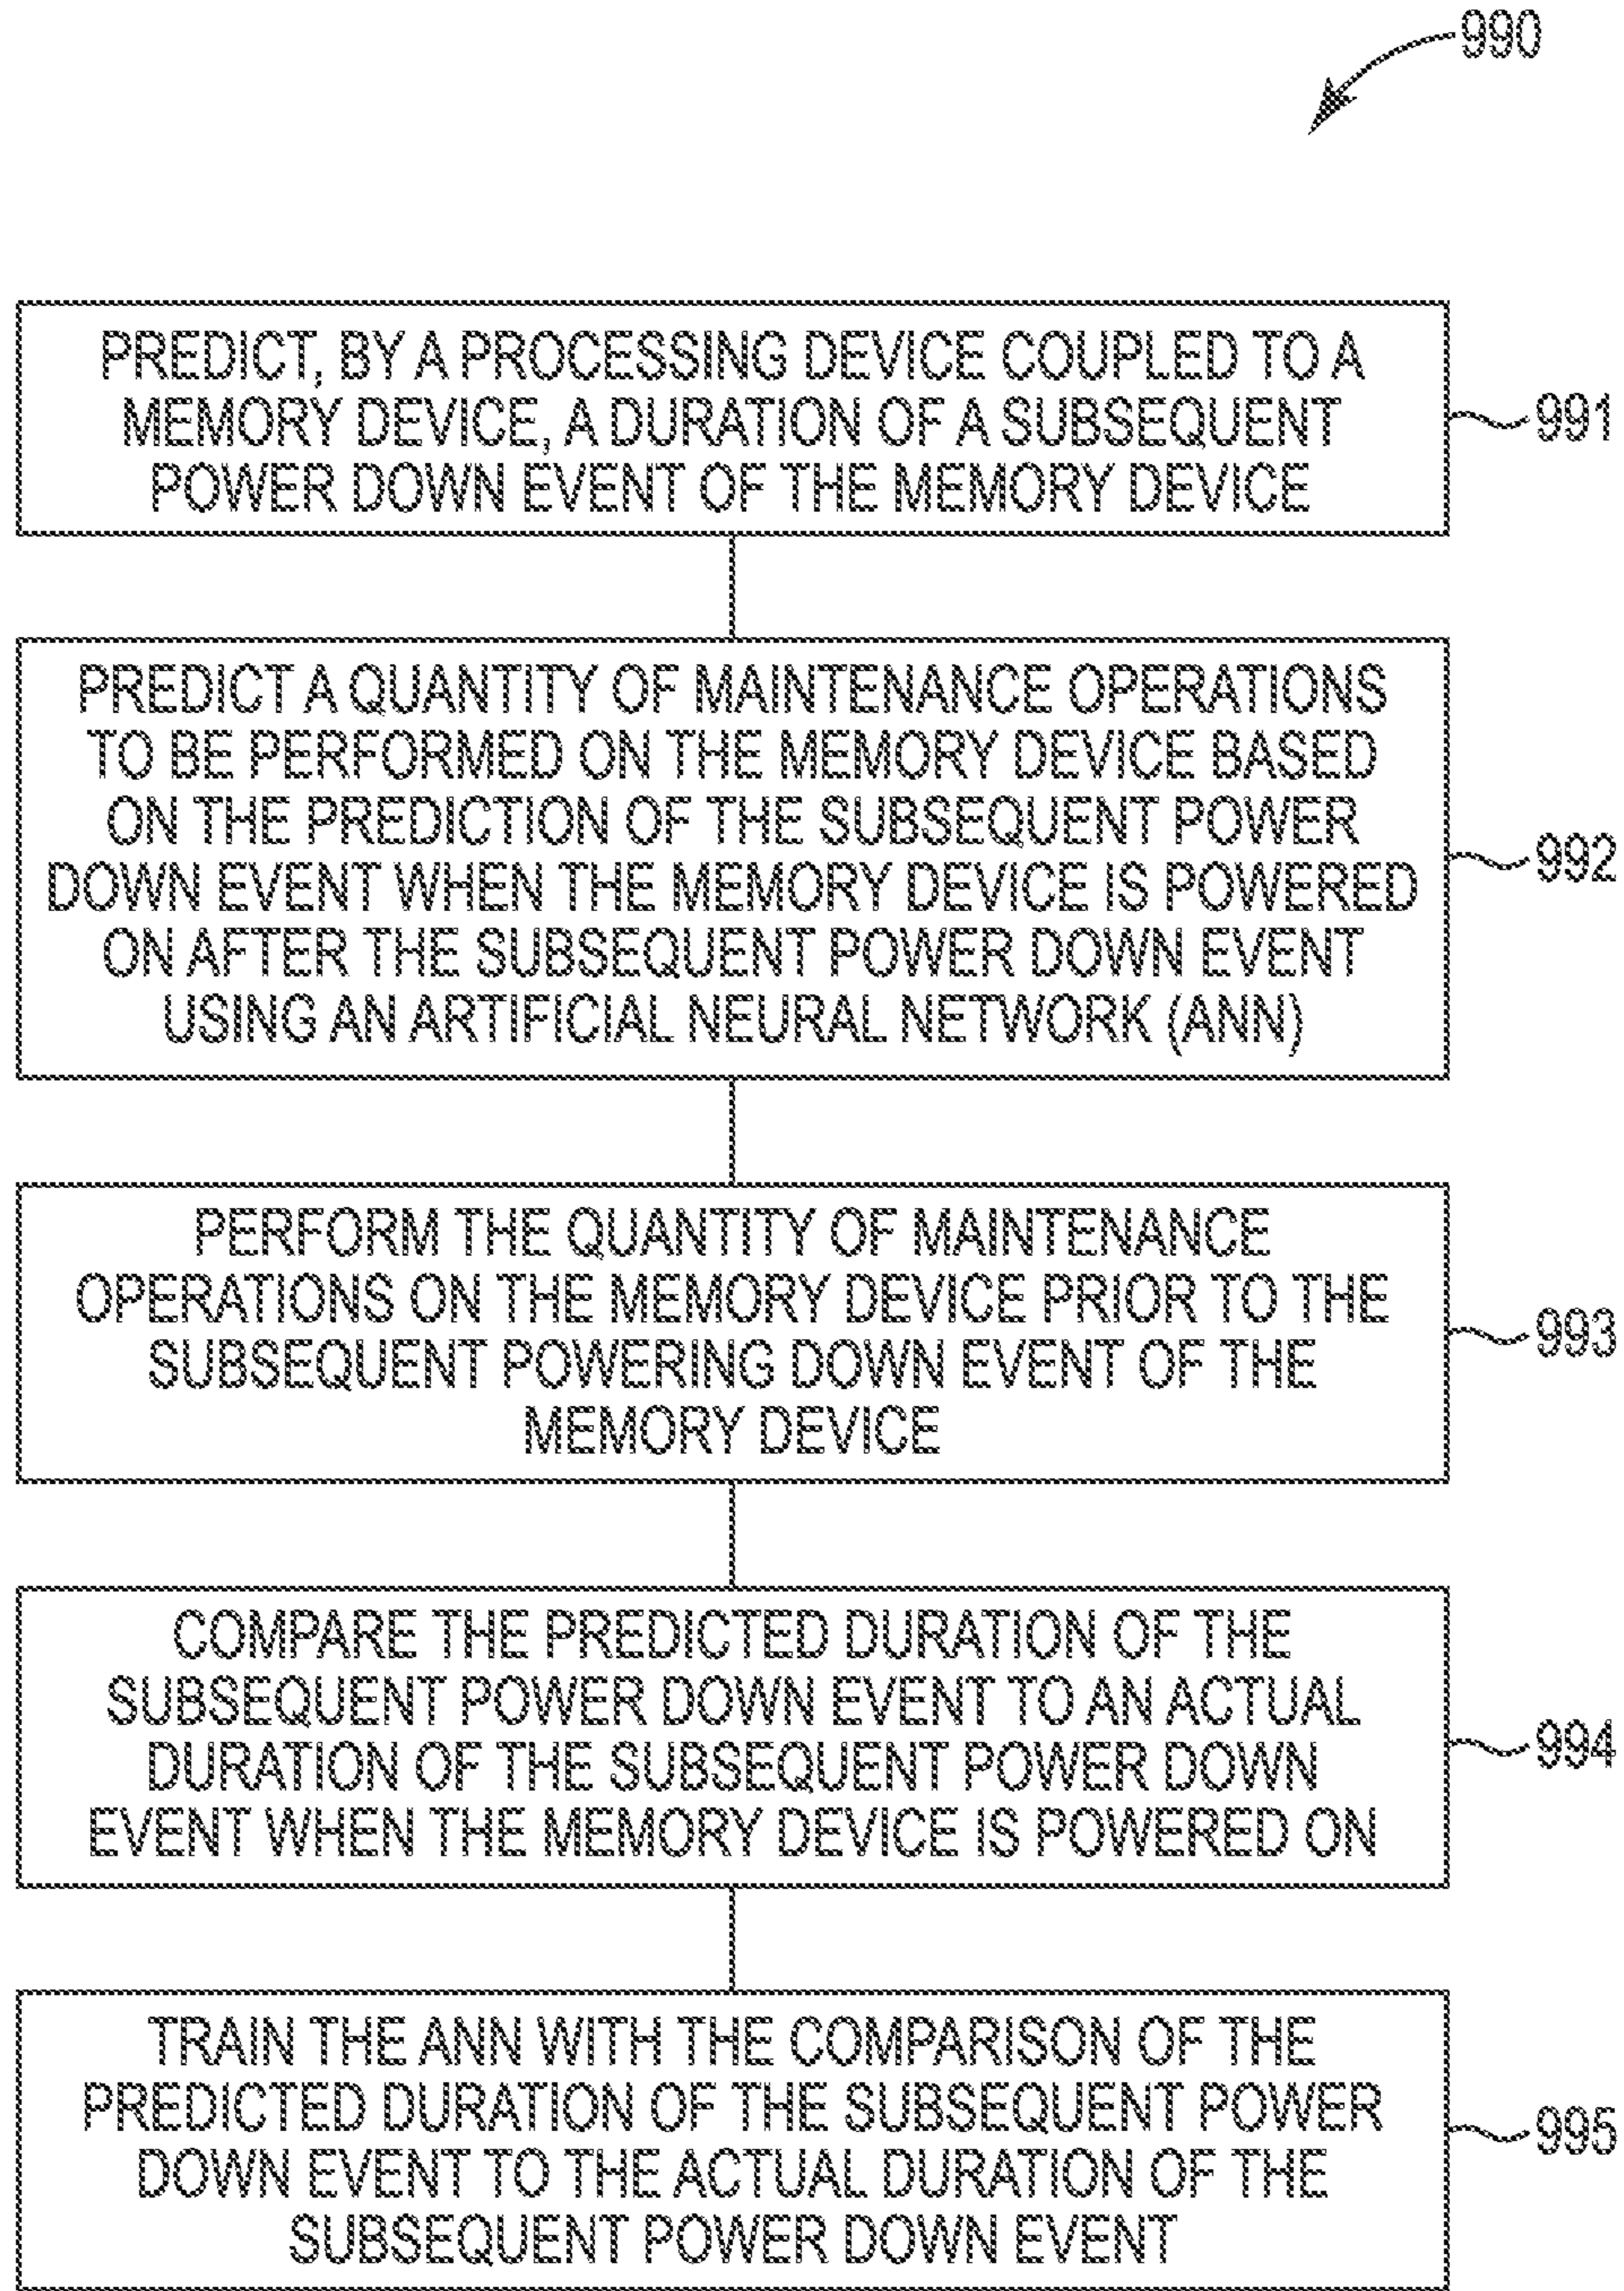 990
PREDICT, BY A PROCESSING DEVICE COUPLED TO A
MEMORY DEVICE, A DURATION OF A SUBSEQUENT
POWER DOWN EVENT OF THE MEMORY DEVICE
991
PREDICT A QUANTITY OF MAINTENANCE OPERATIONS
TO BE PERFORMED ON THE MEMORY DEVICE BASED
ON THE PREDICTION OF THE SUBSEQUENT POWER
DOWN EVENT WHEN THE MEMORY DEVICE IS POWERED
ON AFTER THE SUBSEQUENT POWER DOWN EVENT
USING AN ARTIFICIAL NEURAL NETWORK (ANN)
992
PERFORM THE QUANTITY OF MAINTENANCE
OPERATIONS ON THE MEMORY DEVICE PRIOR TO THE
SUBSEQUENT POWERING DOWN EVENT OF THE
MEMORY DEVICE
993
COMPARE THE PREDICTED DURATION OF THE
SUBSEQUENT POWER DOWN EVENT TO AN ACTUAL
DURATION OF THE SUBSEQUENT POWER DOWN
EVENT WHEN THE MEMORY DEVICE IS POWERED ON
994
TRAIN THE ANN WITH THE COMPARISON OF THE
PREDICTED DURATION OF THE SUBSEQUENT POWER
DOWN EVENT TO THE ACTUAL DURATION OF THE
SUBSEQUENT POWER DOWN EVENT
995